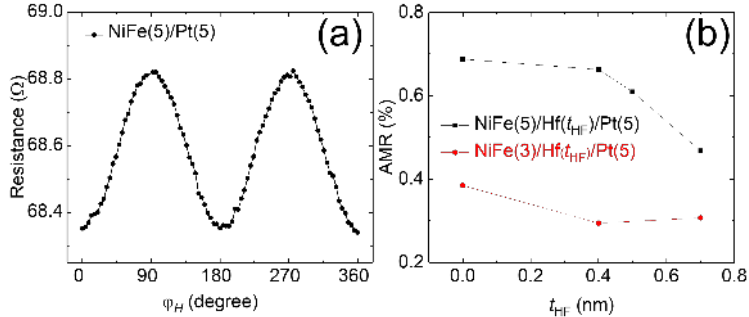 69.0
68.8
68.6
68.4
NiFe(5)/Pt(5)
(a)
Resistance (Ω)
0 90 180 270 360
φH (degree)
0.8
0.6
0.4
0.2
(b)
AMR (%)
NiFe(5)/Hf(tHF)/Pt(5)
NiFe(3)/Hf(tHF)/Pt(5)
0.0 0.2 0.4 0.6 0.8
tHF (nm)